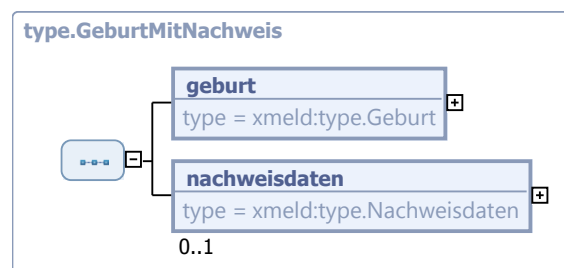 type.GeburtMitNachweis
geburt
type = xmeld:type.Geburt
nachweisdaten
type = xmeld:type.Nachweisdaten
0..1